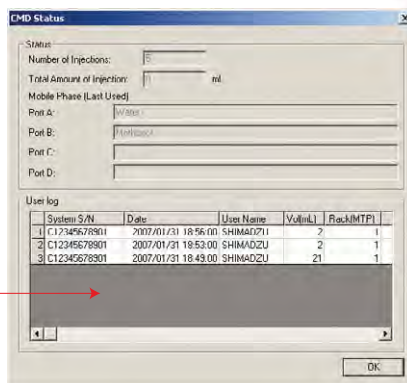 CMD Status
Status
Number of Injections: 5
Total Amount of Injection: ml
Mobile Phase (Last Used)
Port A: Water
Port B: Methanol
Port C:
Port D:
User log
System S/N Date User Name Vol(mL) Rack(MTP)
1 C12345678901 2007/01/31 18:56:00 SHIMADZU 2 1
2 C12345678901 2007/01/31 18:53:00 SHIMADZU 2 1
3 C12345678901 2007/01/31 18:49:00 SHIMADZU 21 1
OK